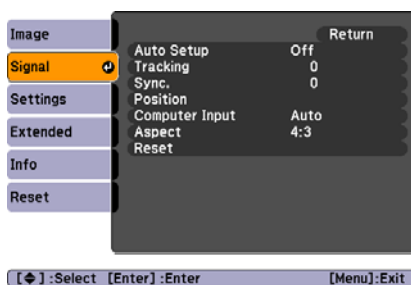 Image
Signal
Settings
Extended
Info
Reset
Return
Auto Setup Off
Tracking 0
Sync. 0
Position
Computer Input Auto
Aspect 4:3
Reset
[◆] :Select [Enter] :Enter [Menu]:Exit